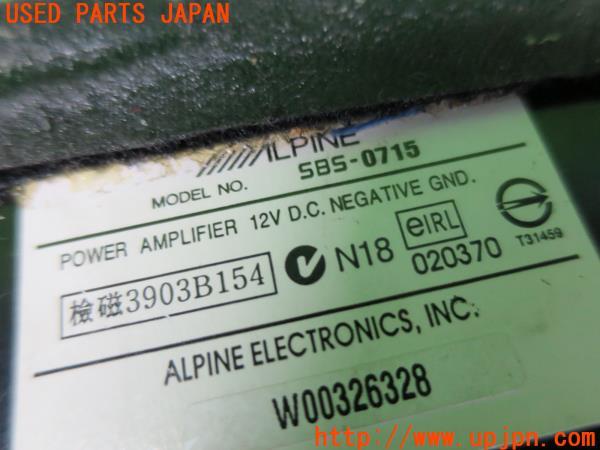 USED PARTS JAPAN
ALPINE
MODEL NO. SBS-0715
POWER AMPLIFIER 12V D.C. NEGATIVE GND.
檢磁3903B154
N18
eIRL
020370
T31459
ALPINE ELECTRONICS, INC.
W00326328
http://www.upjpn.com